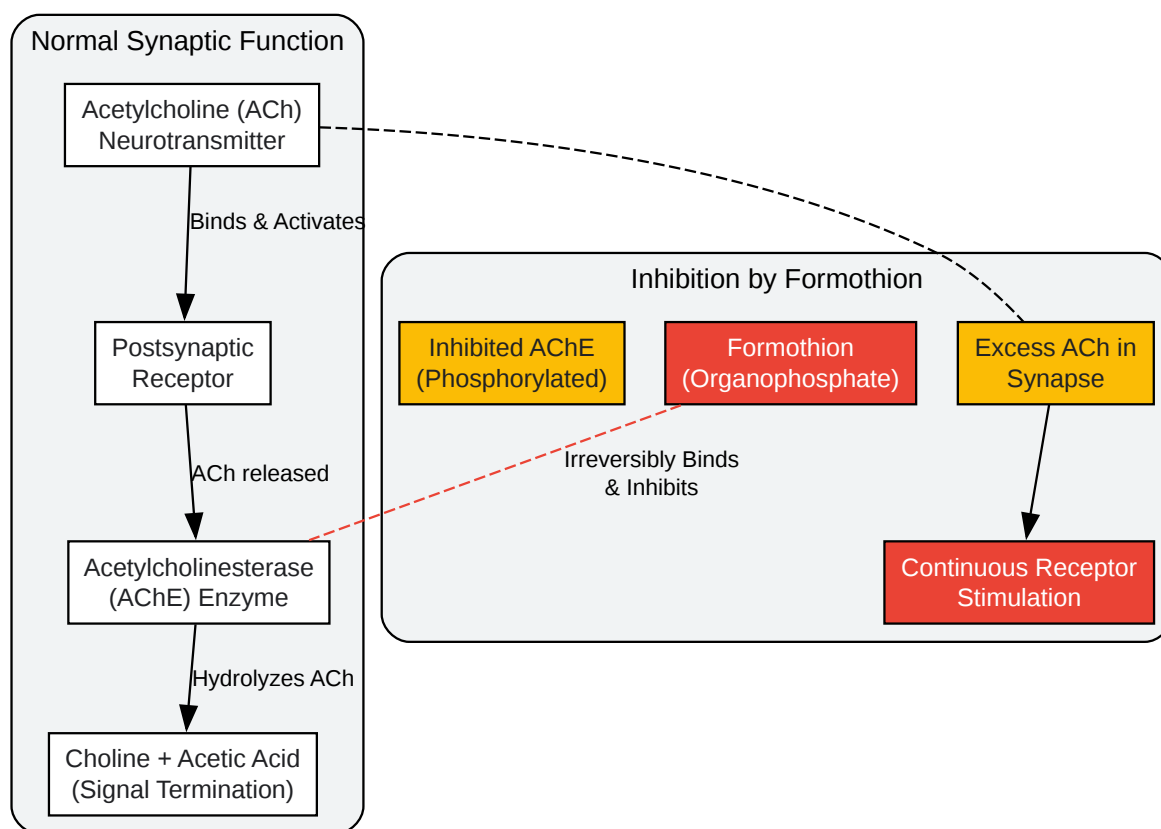 Normal Synaptic Function
Acetylcholine (ACh)
Neurotransmitter
Binds & Activates
Postsynaptic
Receptor
ACh released
Acetylcholinesterase
(AChE) Enzyme
Hydrolyzes ACh
Choline + Acetic Acid
(Signal Termination)
Inhibition by Formothion
Inhibited AChE
(Phosphorylated)
Formothion
(Organophosphate)
Excess ACh in
Synapse
Irreversibly Binds
& Inhibits
Continuous Receptor
Stimulation